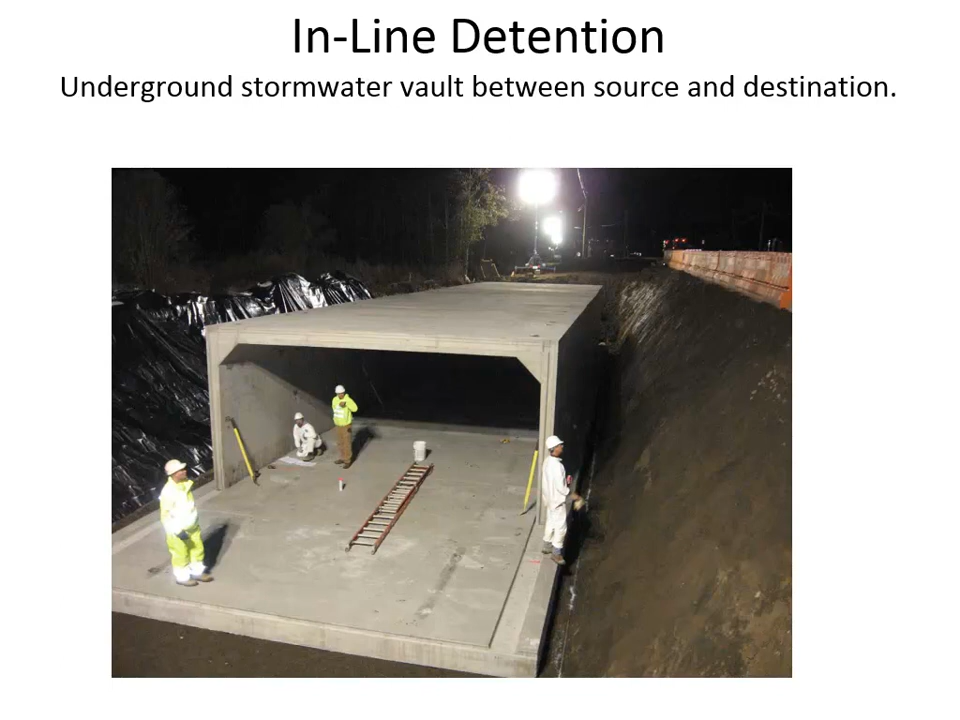 In-Line Detention
Underground stormwater vault between source and destination.